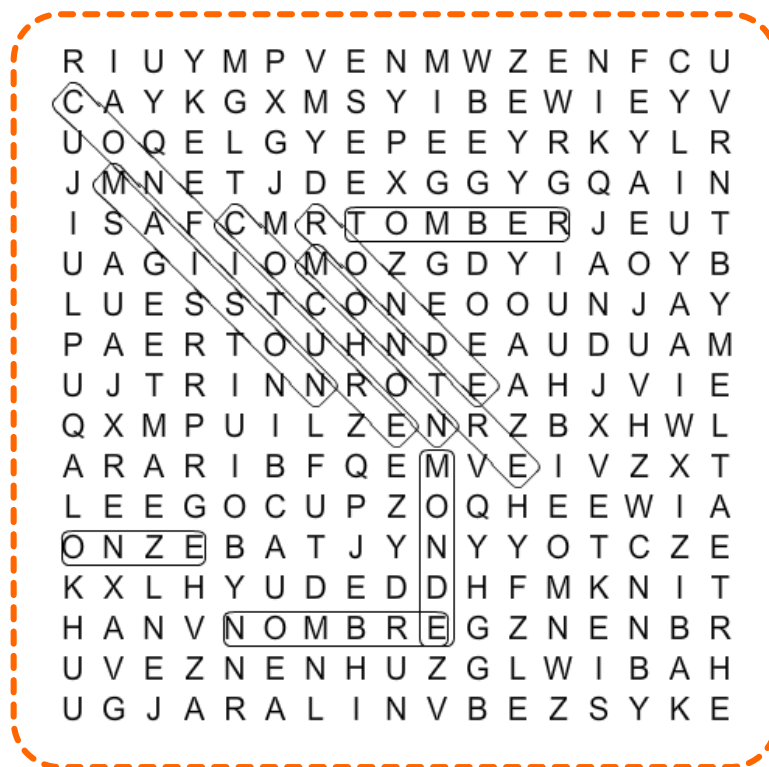 R I U Y M P V E N M W Z E N F C U
C A Y K G X M S Y I B E W I E Y V
U O Q E L G Y E P E E Y R K Y L R
J M N E T J D E X G G Y G Q A I N
I S A F C M R T O M B E R J E U T
U A G I I O M O Z G D Y I A O Y B
L U E S S T C O N E O O U N J A Y
P A E R T O U H N D E A U D U A M
U J T R I N N R O T E A H J V I E
Q X M P U I L Z E N R Z B X H W L
A R A R I B F Q E M V E I V Z X T
L E E G O C U P Z O Q H E E W I A
O N Z E B A T J Y N Y Y O T C Z E
K X L H Y U D E D D H F M K N I T
H A N V N O M B R E G Z N E N B R
U V E Z N E N H U Z G L W I B A H
U G J A R A L I N V B E Z S Y K E